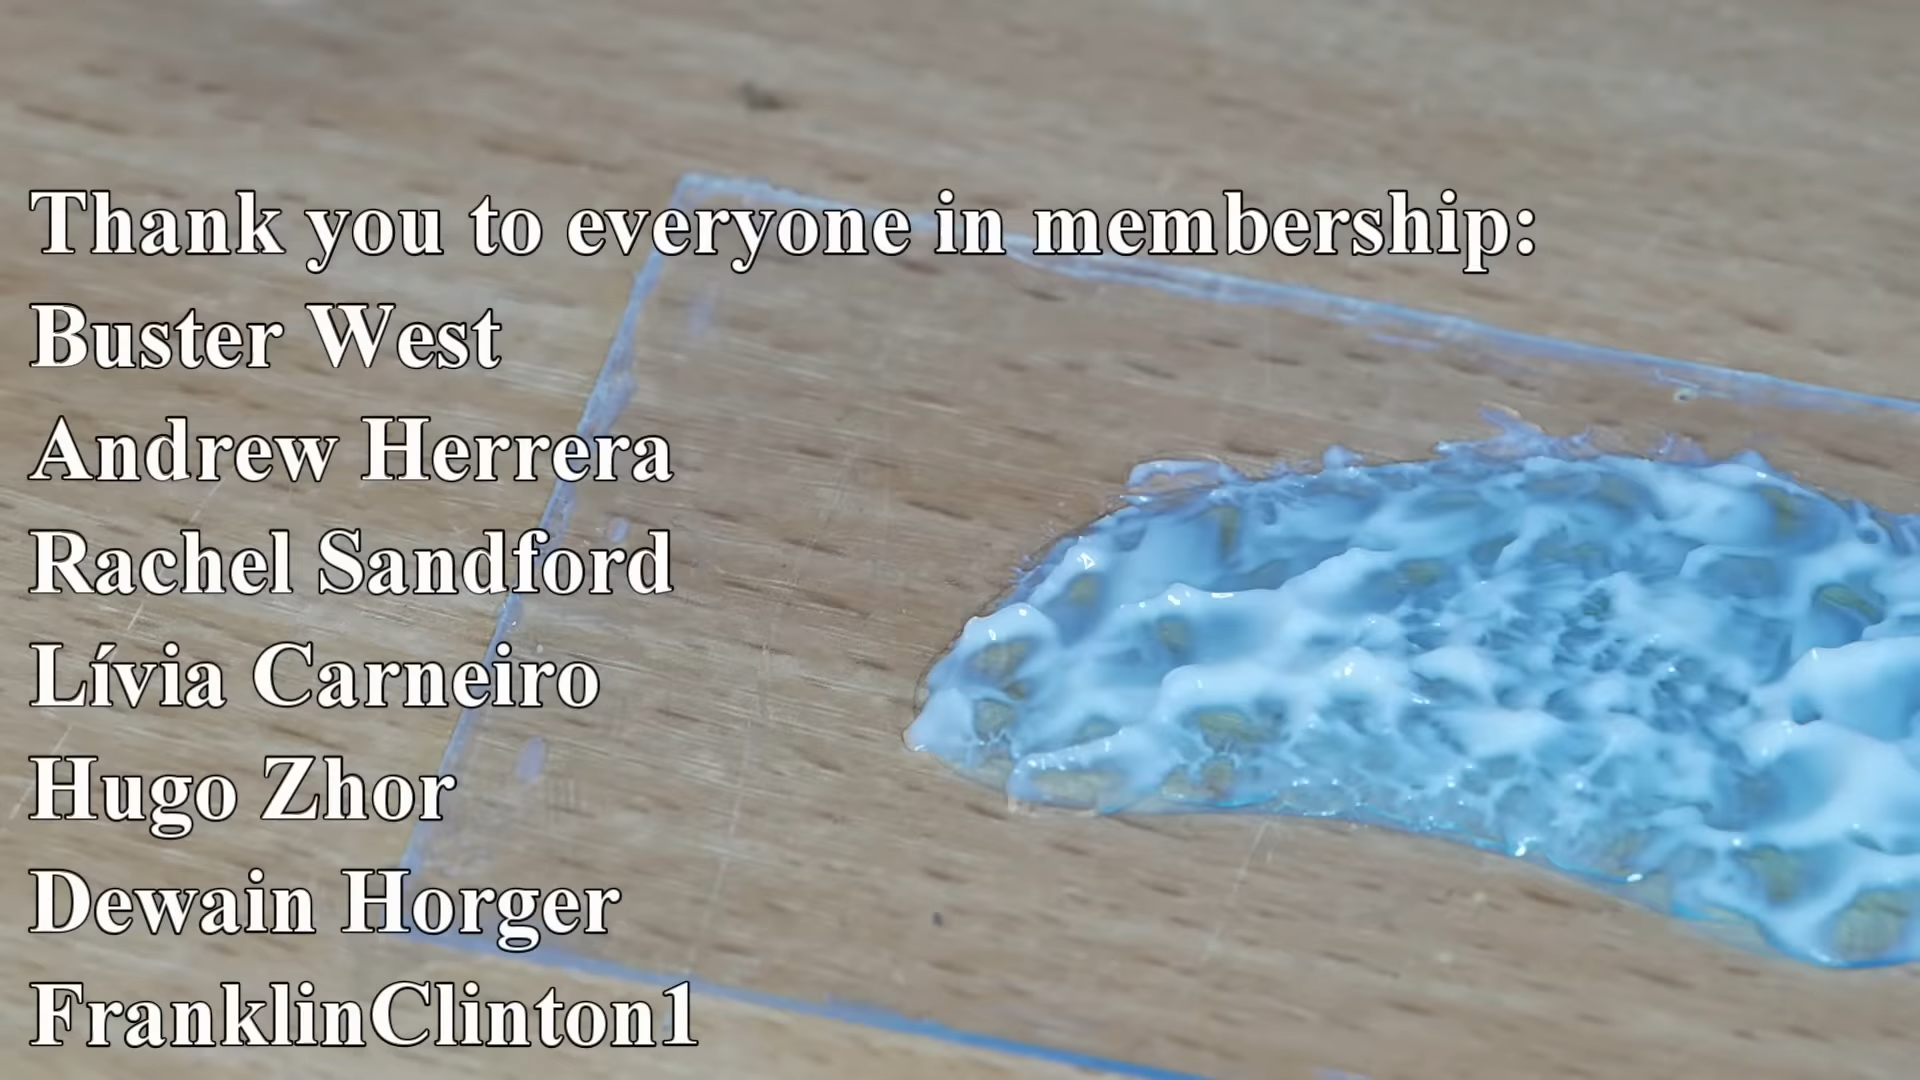 Thank you to everyone in membership:
Buster West
Andrew Herrera
Rachel Sandford
Lívia Carneiro
Hugo Zhor
Dewain Horger
FranklinClinton1